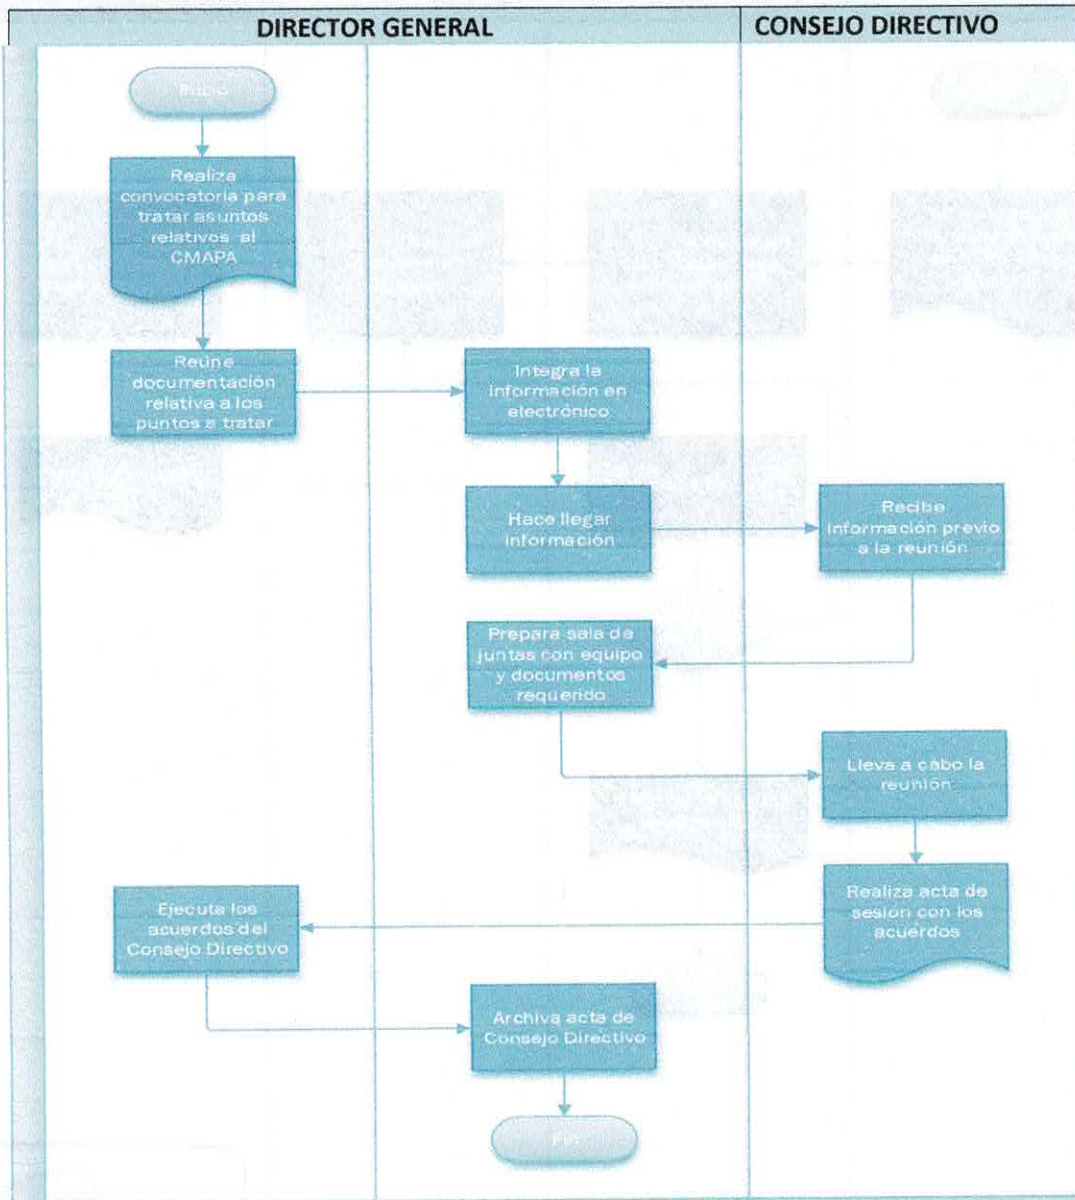 DIRECTOR GENERAL
CONSEJO DIRECTIVO
Inicio
Realiza
convocatoria para
tratar asuntos
relativos al
CMAPA
Reúne
documentación
relativa a los
puntos a tratar
Integra la
información en
electrónico
Hace llegar
información
Recibe
información previo
a la reunión
Prepara sala de
juntas con equipo
y documentos
requerido
Lleva a cabo la
reunión
Realiza acta de
sesión con los
acuerdos
Ejecuta los
acuerdos del
Consejo Directivo
Archiva acta de
Consejo Directivo
Fin